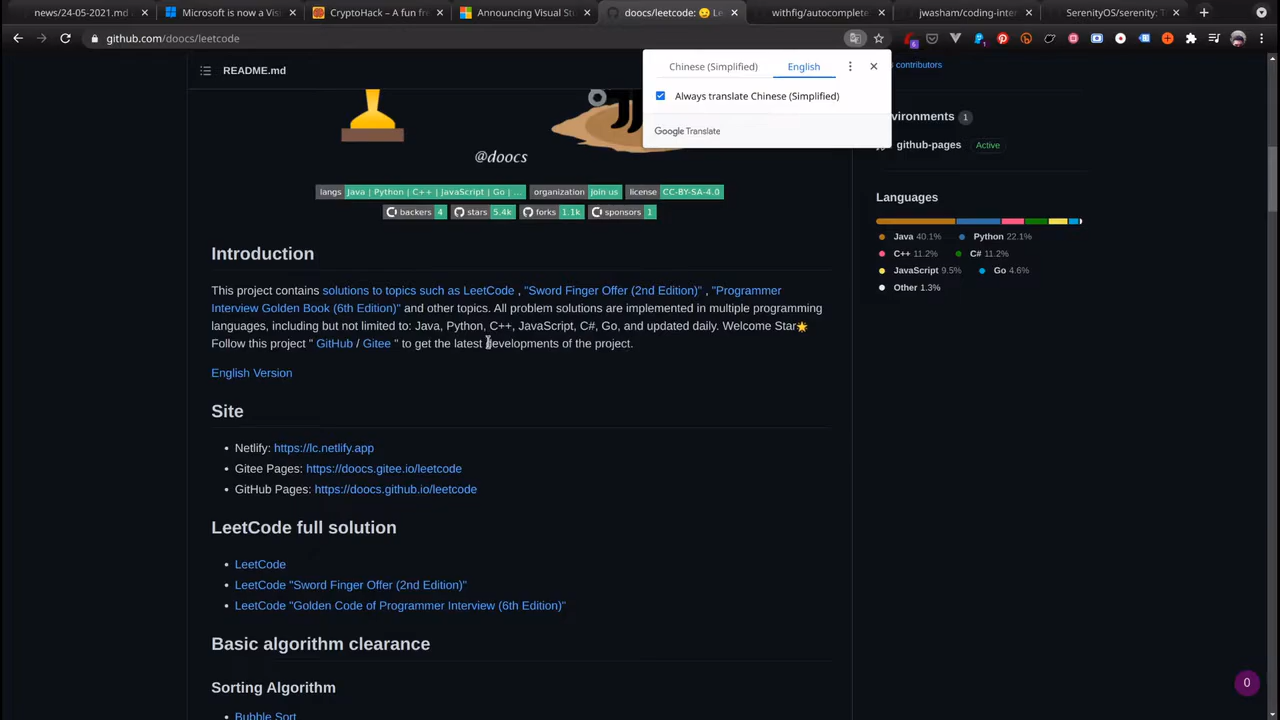 news/24-05-2021.md
Microsoft is now a Vis
CryptoHack – A fun fre
Announcing Visual Stu
doocs/leetcode: 😏 Le
withfig/autocomplete
jwasham/coding-inter
SerenityOS/serenity: T
github.com/doocs/leetcode
README.md
Chinese (Simplified)
English
Always translate Chinese (Simplified)
Google Translate
contributors
@doocs
langs Java | Python | C++ | JavaScript | Go | ... organization join us license CC-BY-SA-4.0
backers 4 stars 5.4k forks 1.1k sponsors 1
Introduction
This project contains solutions to topics such as LeetCode , "Sword Finger Offer (2nd Edition)" , "Programmer
Interview Golden Book (6th Edition)" and other topics. All problem solutions are implemented in multiple programming
languages, including but not limited to: Java, Python, C++, JavaScript, C#, Go, and updated daily. Welcome Star🌟
Follow this project " GitHub / Gitee " to get the latest developments of the project.
English Version
Site
• Netlify: https://lc.netlify.app
• Gitee Pages: https://doocs.gitee.io/leetcode
• GitHub Pages: https://doocs.github.io/leetcode
LeetCode full solution
• LeetCode
• LeetCode "Sword Finger Offer (2nd Edition)"
• LeetCode "Golden Code of Programmer Interview (6th Edition)"
Basic algorithm clearance
Sorting Algorithm
• Bubble Sort
vironments 1
github-pages Active
Languages
Java 40.1% Python 22.1%
C++ 11.2% C# 11.2%
JavaScript 9.5% Go 4.6%
Other 1.3%
0